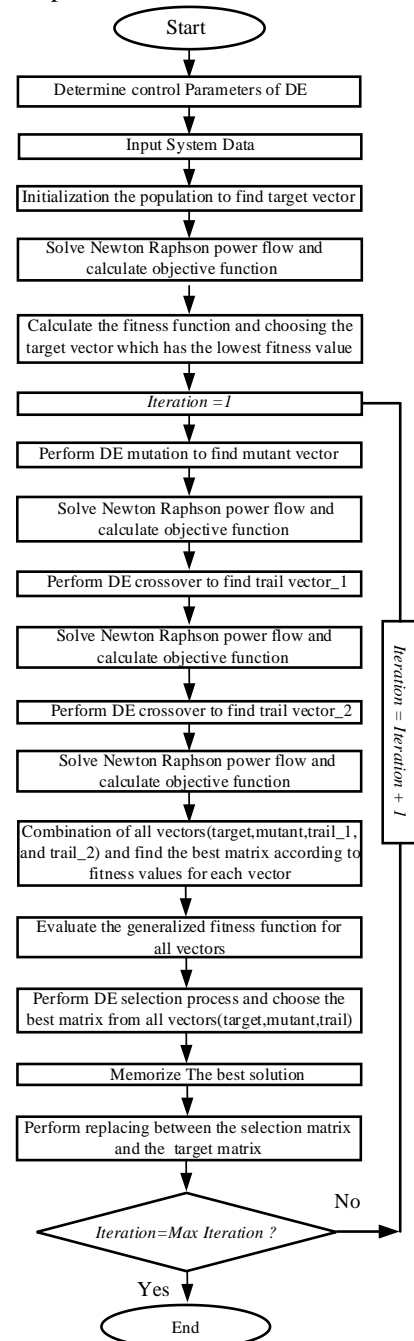 Start
Determine control Parameters of DE
Input System Data
Initialization the population to find target vector
Solve Newton Raphson power flow and
calculate objective function
Calculate the fitness function and choosing the
target vector which has the lowest fitness value
Iteration =1
Perform DE mutation to find mutant vector
Solve Newton Raphson power flow and
calculate objective function
Perform DE crossover to find trail vector_1
Solve Newton Raphson power flow and
calculate objective function
Perform DE crossover to find trail vector_2
Solve Newton Raphson power flow and
calculate objective function
Combination of all vectors(target,mutant,trail_1,
and trail_2) and find the best matrix according to
fitness values for each vector
Evaluate the generalized fitness function for
all vectors
Perform DE selection process and choose the
best matrix from all vectors(target,mutant,trail)
Memorize The best solution
Perform replacing between the selection matrix
and the target matrix
Iteration=Max Iteration ?
No
Iteration = Iteration + 1
Yes
End